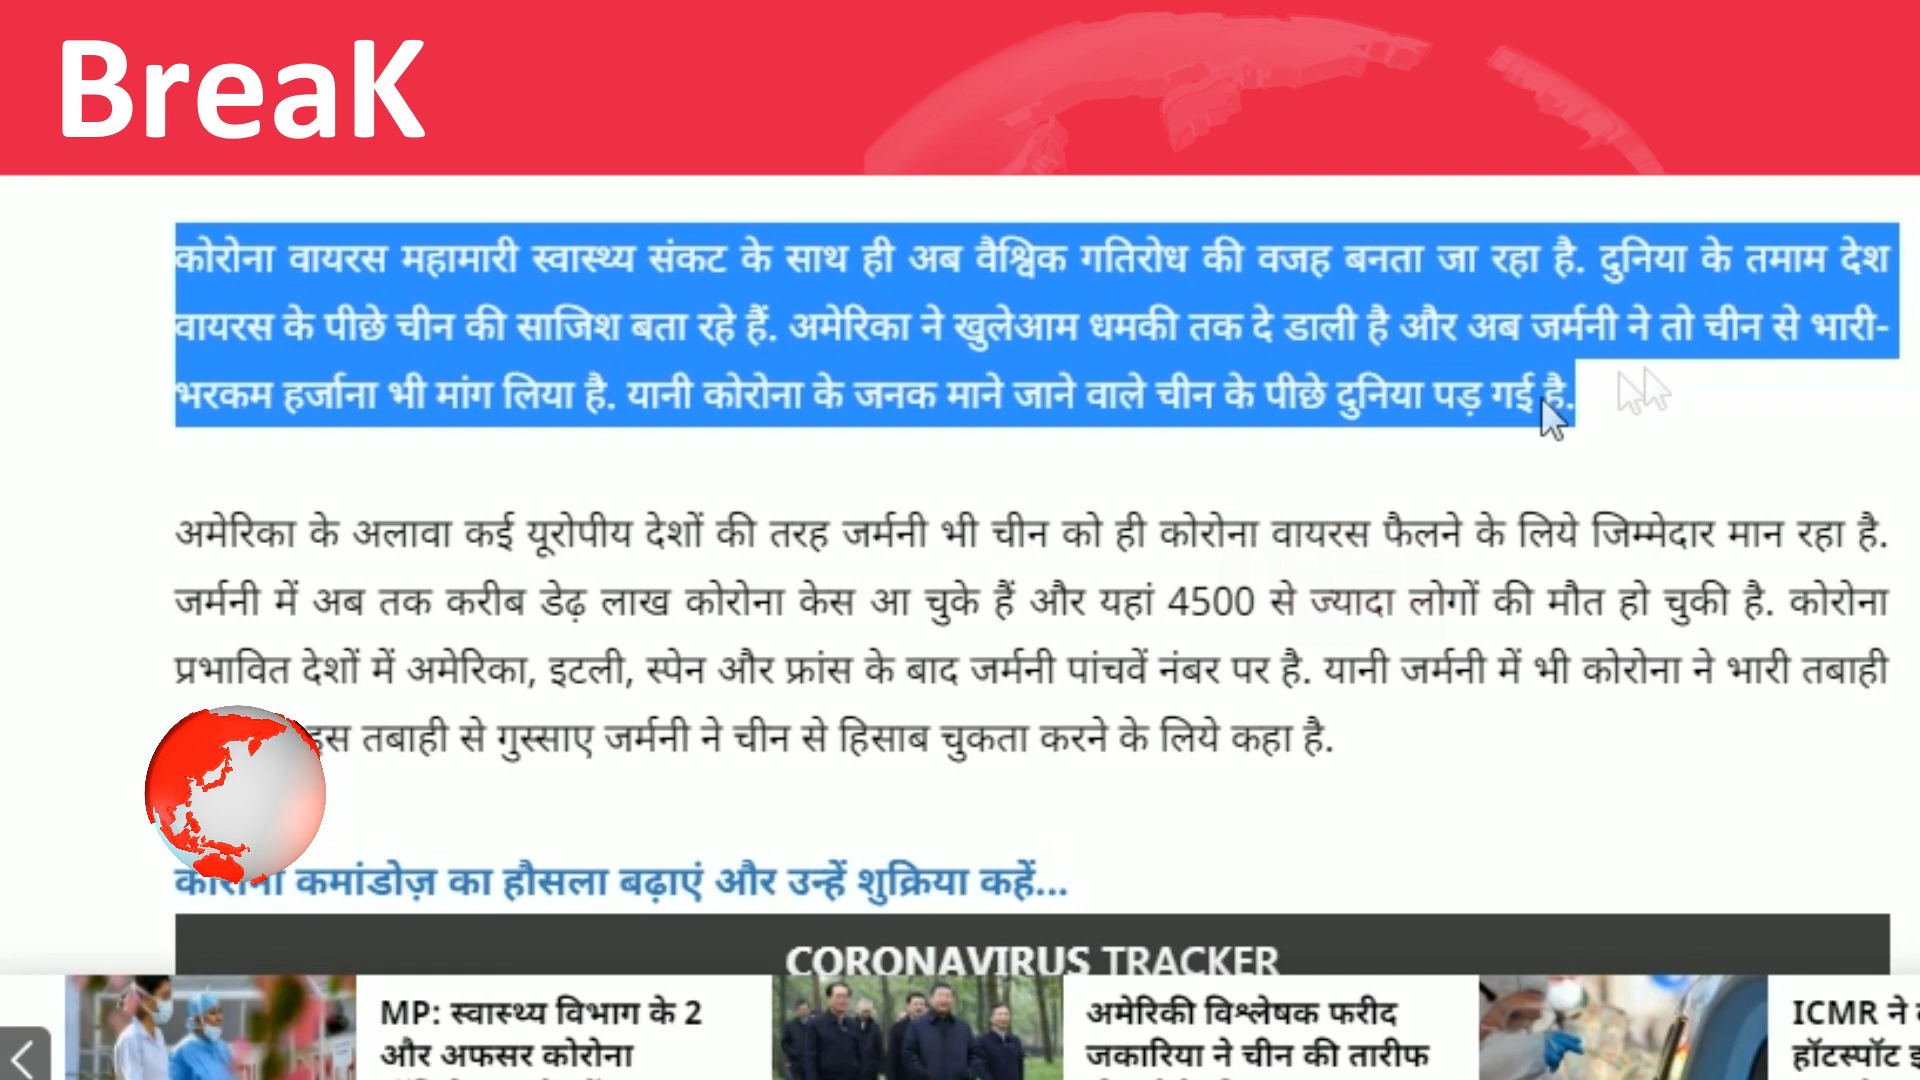 BreaK
कोरोना वायरस महामारी स्वास्थ्य संकट के साथ ही अब वैश्विक गतिरोध की वजह बनता जा रहा है. दुनिया के तमाम देश
वायरस के पीछे चीन की साजिश बता रहे हैं. अमेरिका ने खुलेआम धमकी तक दे डाली है और अब जर्मनी ने तो चीन से भारी-
भरकम हर्जाना भी मांग लिया है. यानी कोरोना के जनक माने जाने वाले चीन के पीछे दुनिया पड़ गई है.
अमेरिका के अलावा कई यूरोपीय देशों की तरह जर्मनी भी चीन को ही कोरोना वायरस फैलने के लिये जिम्मेदार मान रहा है.
जर्मनी में अब तक करीब डेढ़ लाख कोरोना केस आ चुके हैं और यहां 4500 से ज्यादा लोगों की मौत हो चुकी है. कोरोना
प्रभावित देशों में अमेरिका, इटली, स्पेन और फ्रांस के बाद जर्मनी पांचवें नंबर पर है. यानी जर्मनी में भी कोरोना ने भारी तबाही
इस तबाही से गुस्साए जर्मनी ने चीन से हिसाब चुकता करने के लिये कहा है.
कोरोना कमांडोज़ का हौसला बढ़ाएं और उन्हें शुक्रिया कहें...
CORONAVIRUS TRACKER
MP: स्वास्थ्य विभाग के 2
और अफसर कोरोना
अमेरिकी विश्लेषक फरीद
जकारिया ने चीन की तारीफ
ICMR ने
हॉटस्पॉट